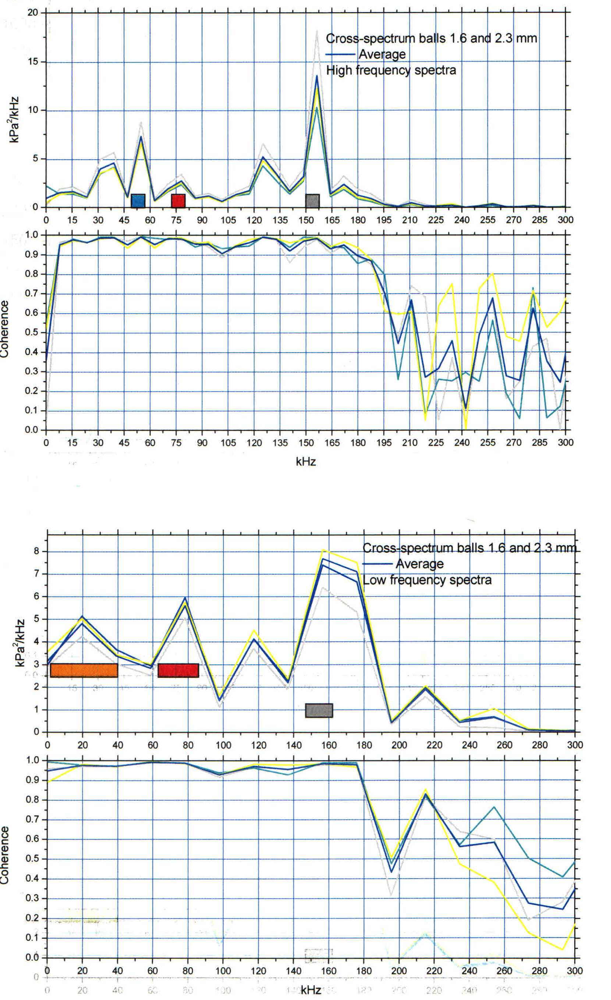 20
Cross-spectrum balls 1.6 and 2.3 mm
Average
15
High frequency spectra
10
kPa²/kHz
5
0
0 15 30 45 60 75 90 105 120 135 150 165 180 195 210 225 240 255 270 285 300
1.0
0.9
0.8
0.7
0.6
0.5
0.4
0.3
0.2
0.1
0.0
Coherence
0 15 30 45 60 75 90 105 120 135 150 165 180 195 210 225 240 255 270 285 300
kHz
Cross-spectrum balls 1.6 and 2.3 mm
Average
Low frequency spectra
8
7
6
5
4
3
2
1
0
kPa²/kHz
0 20 40 60 80 100 120 140 160 180 200 220 240 260 280 300
1.0
0.9
0.8
0.7
0.6
0.5
0.4
0.3
0.2
0.1
0.0
Coherence
0 20 40 60 80 100 120 140 160 180 200 220 240 260 280 300
kHz